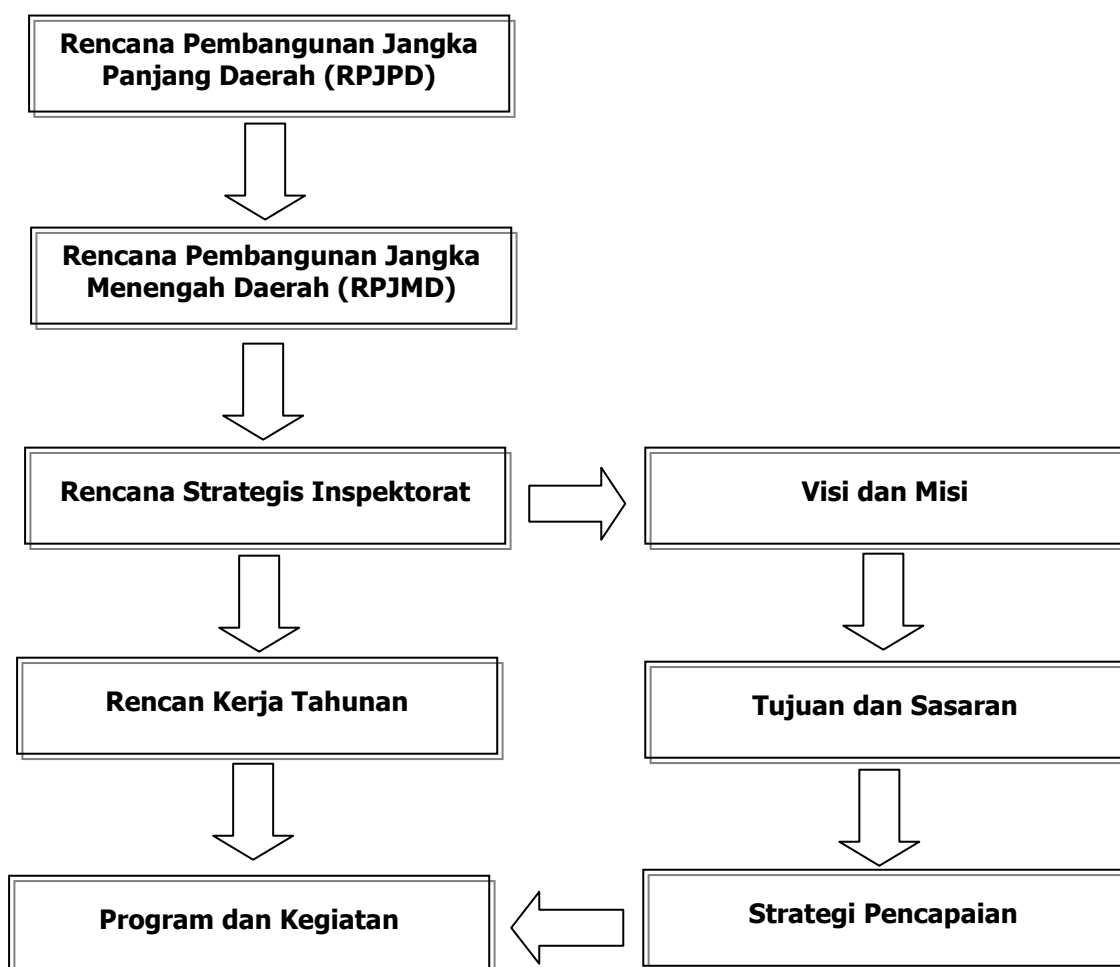 Rencana Pembangunan Jangka
Panjang Daerah (RPJPD)
Rencana Pembangunan Jangka
Menengah Daerah (RPJMD)
Rencana Strategis Inspektorat
Visi dan Misi
Rencan Kerja Tahunan
Tujuan dan Sasaran
Program dan Kegiatan
Strategi Pencapaian